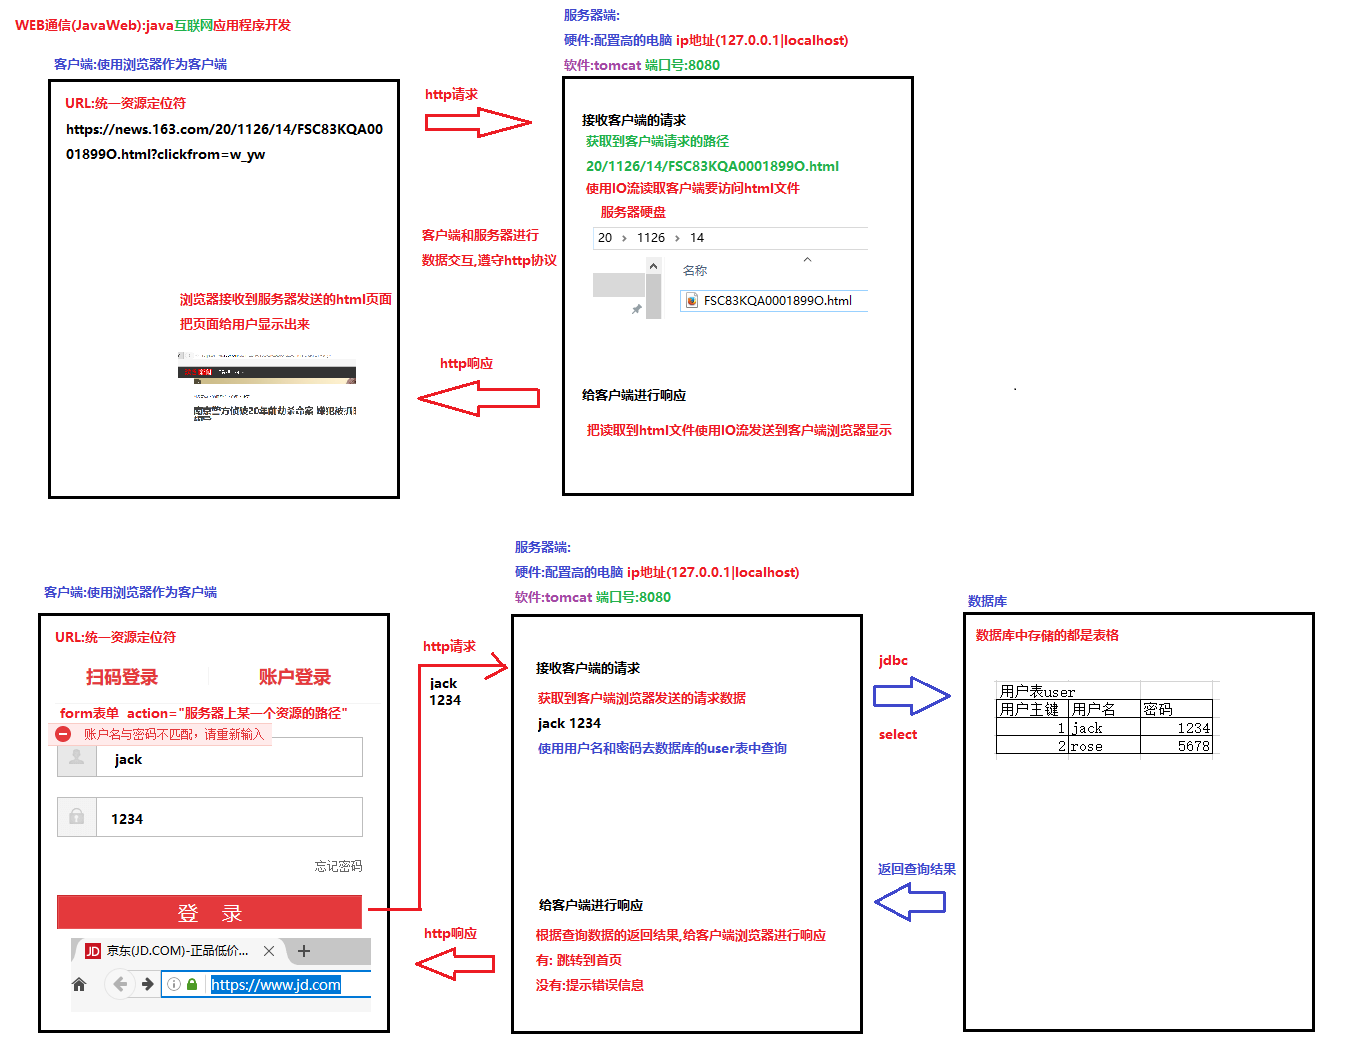 WEB通信(JavaWeb):java互联网应用程序开发
客户端:使用浏览器作为客户端
URL:统一资源定位符
https://news.163.com/20/1126/14/FSC83KQA00
01899O.html?clickfrom=w_yw
浏览器接收到服务器发送的html页面
把页面给用户显示出来
南京警方侦破20年前劫杀命案 嫌犯被抓
http请求
客户端和服务器进行
数据交互,遵守http协议
http响应
服务器端:
硬件:配置高的电脑 ip地址(127.0.0.1|localhost)
软件:tomcat 端口号:8080
接收客户端的请求
获取到客户端请求的路径
20/1126/14/FSC83KQA0001899O.html
使用IO流读取客户端要访问html文件
服务器硬盘
20 › 1126 › 14
名称
FSC83KQA0001899O.html
给客户端进行响应
把读取到html文件使用IO流发送到客户端浏览器显示
客户端:使用浏览器作为客户端
URL:统一资源定位符
扫码登录 账户登录
form表单 action="服务器上某一个资源的路径"
账户名与密码不匹配，请重新输入
jack
1234
忘记密码
登 录
JD 京东(JD.COM)-正品低价...
https://www.jd.com
http请求
jack
1234
http响应
服务器端:
硬件:配置高的电脑 ip地址(127.0.0.1|localhost)
软件:tomcat 端口号:8080
接收客户端的请求
获取到客户端浏览器发送的请求数据
jack 1234
使用用户名和密码去数据库的user表中查询
给客户端进行响应
根据查询数据的返回结果,给客户端浏览器进行响应
有: 跳转到首页
没有:提示错误信息
jdbc
select
返回查询结果
数据库
数据库中存储的都是表格
用户表user
用户主键 用户名 密码
1 jack 1234
2 rose 5678